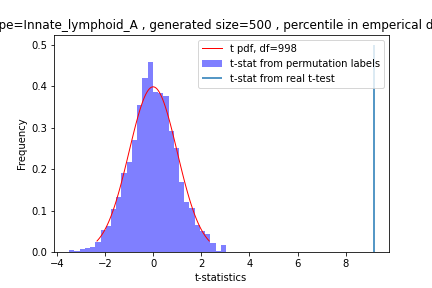 pe=Innate_lymphoid_A , generated size=500 , percentile in emperical d
t pdf, df=998
t-stat from permutation labels
t-stat from real t-test
Frequency
0.5
0.4
0.3
0.2
0.1
0.0
−4 −2 0 2 4 6 8
t-statistics